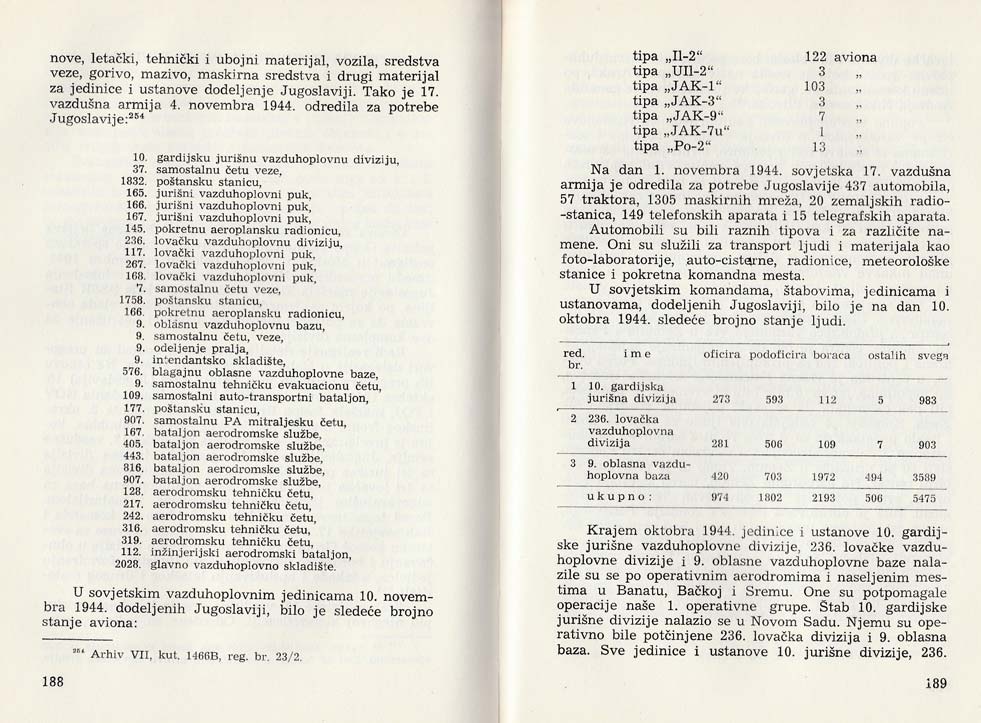 nove, letački, tehnički i ubojni materijal, vozila, sredstva
veze, gorivo, mazivo, maskirna sredstva i drugi materijal
za jedinice i ustanove dodeljenje Jugoslaviji. Tako je 17.
vazdušna armija 4. novembra 1944. odredila za potrebe
Jugoslavije:²⁵⁴
10. gardijsku jurišnu vazduhoplovnu diviziju,
37. samostalnu četu veze,
1832. poštansku stanicu,
165. jurišni vazduhoplovni puk,
166. jurišni vazduhoplovni puk,
167. jurišni vazduhoplovni puk,
145. pokretnu aeroplansku radionicu,
236. lovačku vazduhoplovnu diviziju,
117. lovački vazduhoplovni puk,
267. lovački vazduhoplovni puk,
168. lovački vazduhoplovni puk,
7. samostalnu četu veze,
1758. poštansku stanicu,
166. pokretnu aeroplansku radionicu,
9. oblasnu vazduhoplovnu bazu,
9. samostalnu četu, veze,
9. odeljenje pralja,
9. intendantsko skladište,
576. blagajnu oblasne vazduhoplovne baze,
9. samostalnu tehničku evakuacionu četu,
109. samostalni auto-transportni bataljon,
177. poštansku stanicu,
907. samostalnu PA mitraljesku četu,
167. bataljon aerodromske službe,
405. bataljon aerodromske službe,
443. bataljon aerodromske službe,
816. bataljon aerodromske službe,
907. bataljon aerodromske službe,
128. aerodromsku tehničku četu,
217. aerodromsku tehničku četu,
242. aerodromsku tehničku četu,
316. aerodromsku tehničku četu,
319. aerodromsku tehničku četu,
112. inžinjerijski aerodromski bataljon,
2028. glavno vazduhoplovno skladište.
U sovjetskim vazduhoplovnim jedinicama 10. novem-
bra 1944. dodeljenih Jugoslaviji, bilo je sledeće brojno
stanje aviona:
²⁵⁴ Arhiv VII, kut. 1466B, reg. br. 23/2.
188
tipa „Il-2“ 122 aviona
tipa „UIl-2“ 3 „
tipa „JAK-1“ 103 „
tipa „JAK-3“ 3 „
tipa „JAK-9“ 7 „
tipa „JAK-7u“ 1 „
tipa „Po-2“ 13 „
Na dan 1. novembra 1944. sovjetska 17. vazdušna
armija je odredila za potrebe Jugoslavije 437 automobila,
57 traktora, 1305 maskirnih mreža, 20 zemaljskih radio-
-stanica, 149 telefonskih aparata i 15 telegrafskih aparata.
Automobili su bili raznih tipova i za različite na-
mene. Oni su služili za transport ljudi i materijala kao
foto-laboratorije, auto-cisterne, radionice, meteorološke
stanice i pokretna komandna mesta.
U sovjetskim komandama, štabovima, jedinicama i
ustanovama, dodeljenih Jugoslaviji, bilo je na dan 10.
oktobra 1944. sledeće brojno stanje ljudi.
red. ime oficira podoficira boraca ostalih svega
br.
1 10. gardijska
jurišna divizija 273 593 112 5 983
2 236. lovačka
vazduhoplovna
divizija 281 506 109 7 903
3 9. oblasna vazdu-
hoplovna baza 420 703 1972 494 3589
ukupno: 974 1802 2193 506 5475
Krajem oktobra 1944. jedinice i ustanove 10. gardij-
ske jurišne vazduhoplovne divizije, 236. lovačke vazdu-
hoplovne divizije i 9. oblasne vazduhoplovne baze nala-
zile su se po operativnim aerodromima i naseljenim mes-
tima u Banatu, Bačkoj i Sremu. One su potpomagale
operacije naše 1. operativne grupe. Štab 10. gardijske
jurišne divizije nalazio se u Novom Sadu. Njemu su ope-
rativno bile potčinjene 236. lovačka divizija i 9. oblasna
baza. Sve jedinice i ustanove 10. jurišne divizije, 236.
189